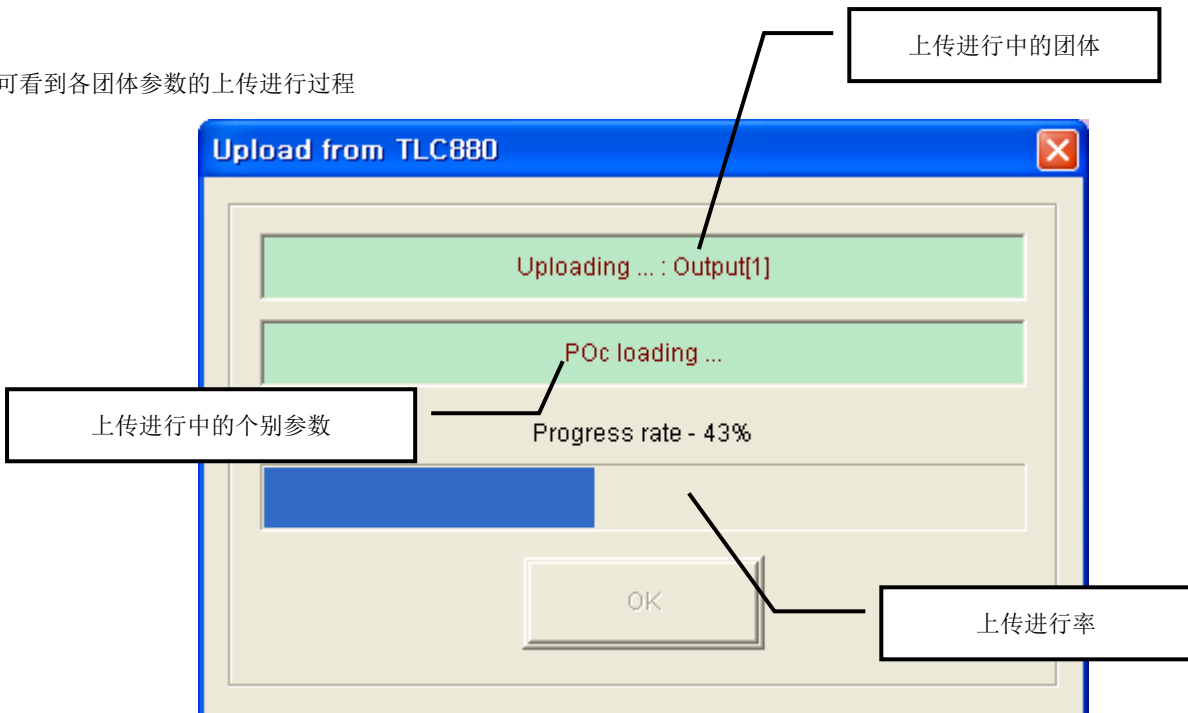 上传进行中的团体
可看到各团体参数的上传进行过程
Upload from TLC880
Uploading ... : Output[1]
POc loading ...
上传进行中的个别参数
Progress rate - 43%
OK
上传进行率